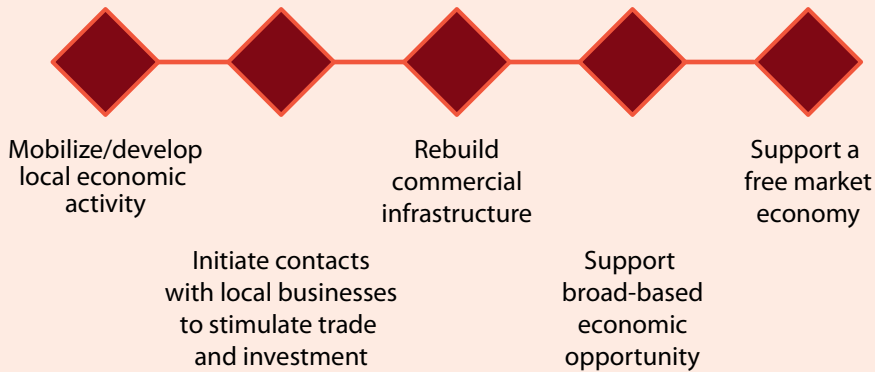 Mobilize/develop
local economic
activity
Initiate contacts
with local businesses
to stimulate trade
and investment
Rebuild
commercial
infrastructure
Support
broad-based
economic
opportunity
Support a
free market
economy